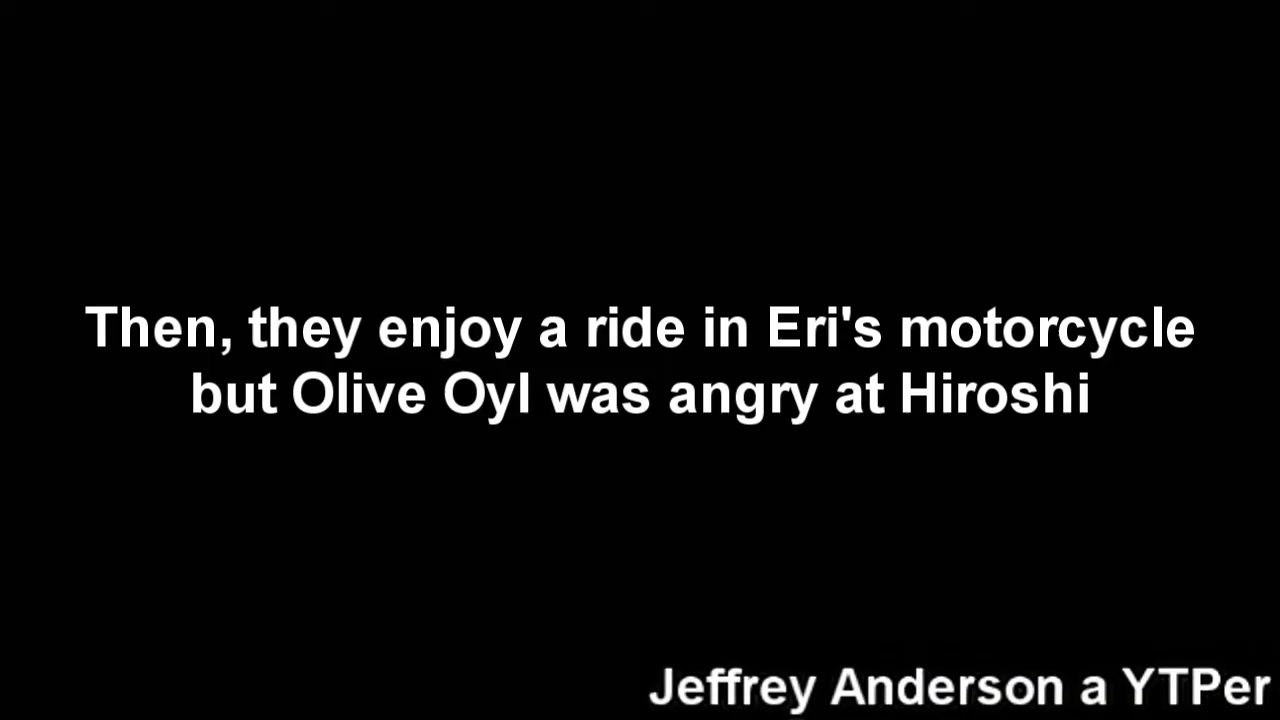 Then, they enjoy a ride in Eri's motorcycle
but Olive Oyl was angry at Hiroshi
Jeffrey Anderson a YTPer